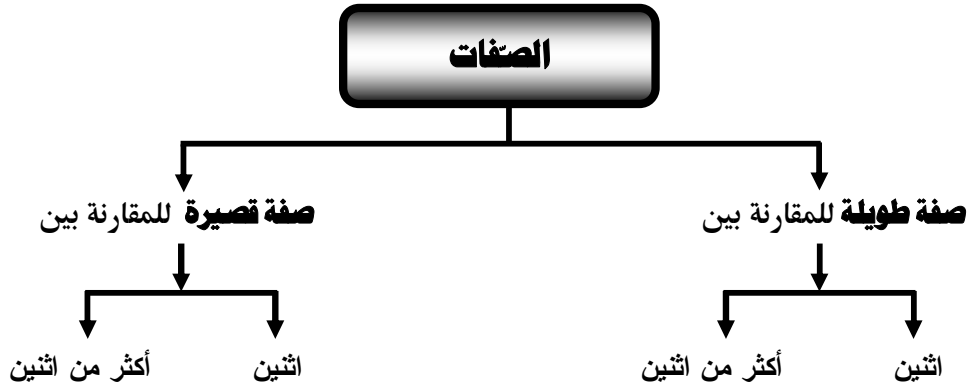 الصّفات
صفة طويلة للمقارنة بين
صفة قصيرة للمقارنة بين
اثنين
أكثر من اثنين
اثنين
أكثر من اثنين